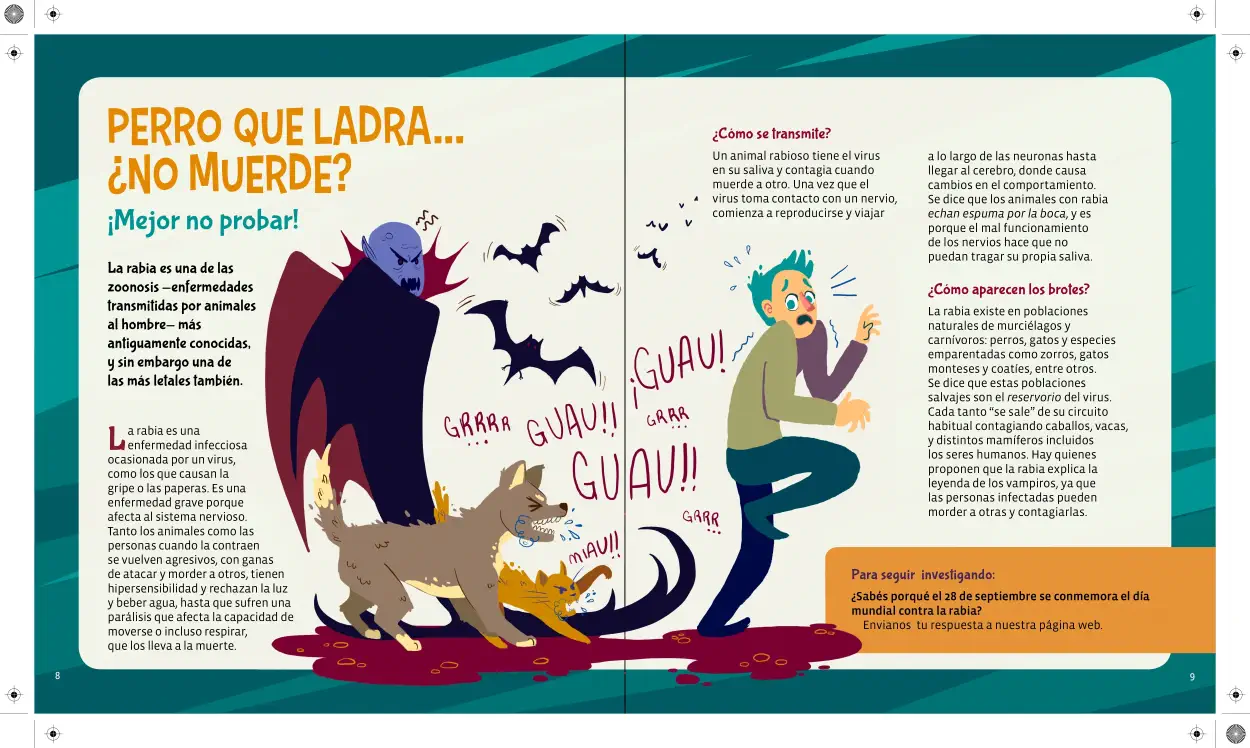 PERRO QUE LADRA...
¿NO MUERDE?
¡Mejor no probar!
La rabia es una de las
zoonosis –enfermedades
transmitidas por animales
al hombre– más
antiguamente conocidas,
y sin embargo una de
las más letales también.
La rabia es una
enfermedad infecciosa
ocasionada por un virus,
como los que causan la
gripe o las paperas. Es una
enfermedad grave porque
afecta al sistema nervioso.
Tanto los animales como las
personas cuando la contraen
se vuelven agresivos, con ganas
de atacar y morder a otros, tienen
hipersensibilidad y rechazan la luz
y beber agua, hasta que sufren una
parálisis que afecta la capacidad de
moverse o incluso respirar,
que los lleva a la muerte.
8
GRRRR
GUAU!!
¡GUAU!
GRRR
GUAU!!
GRRR
MIAU!!
¿Cómo se transmite?
Un animal rabioso tiene el virus
en su saliva y contagia cuando
muerde a otro. Una vez que el
virus toma contacto con un nervio,
comienza a reproducirse y viajar
a lo largo de las neuronas hasta
llegar al cerebro, donde causa
cambios en el comportamiento.
Se dice que los animales con rabia
echan espuma por la boca, y es
porque el mal funcionamiento
de los nervios hace que no
puedan tragar su propia saliva.
¿Cómo aparecen los brotes?
La rabia existe en poblaciones
naturales de murciélagos y
carnívoros: perros, gatos y especies
emparentadas como zorros, gatos
monteses y coatíes, entre otros.
Se dice que estas poblaciones
salvajes son el reservorio del virus.
Cada tanto “se sale” de su circuito
habitual contagiando caballos, vacas,
y distintos mamíferos incluidos
los seres humanos. Hay quienes
proponen que la rabia explica la
leyenda de los vampiros, ya que
las personas infectadas pueden
morder a otras y contagiarlas.
Para seguir investigando:
¿Sabés porqué el 28 de septiembre se conmemora el día
mundial contra la rabia?
Envianos tu respuesta a nuestra página web.
9